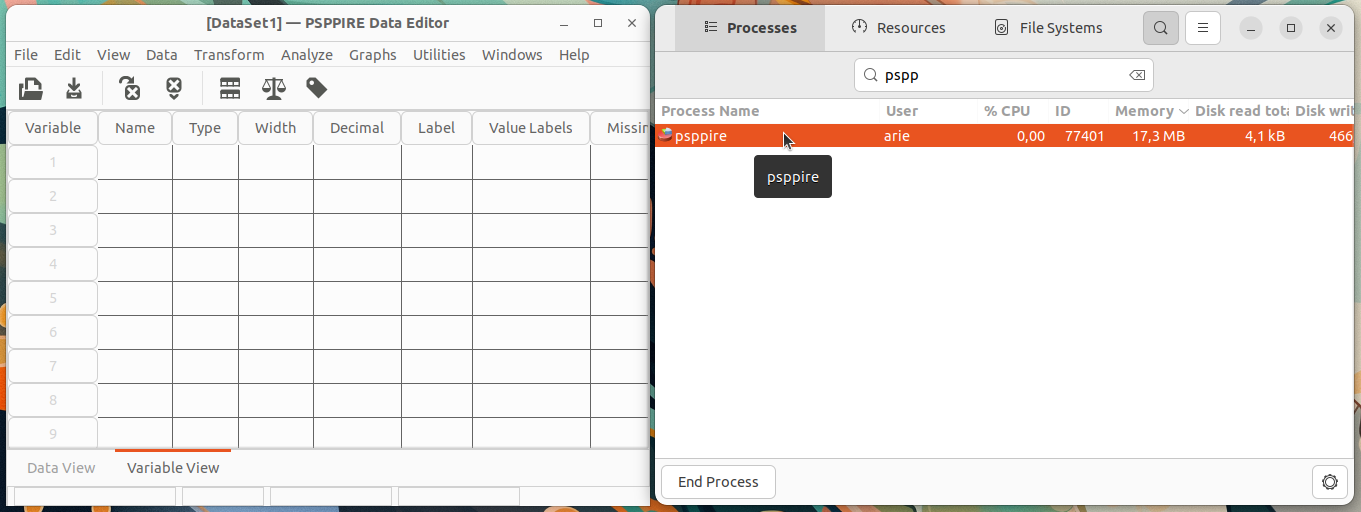 [DataSet1] — PSPPIRE Data Editor
File Edit View Data Transform Analyze Graphs Utilities Windows Help
Variable Name Type Width Decimal Label Value Labels Missin
1
2
3
4
5
6
7
8
9
Data View Variable View
Processes Resources File Systems
pspp
Process Name User % CPU ID Memory Disk read tota Disk writ
psppire arie 0,00 77401 17,3 MB 4,1 kB 466
psppire
End Process